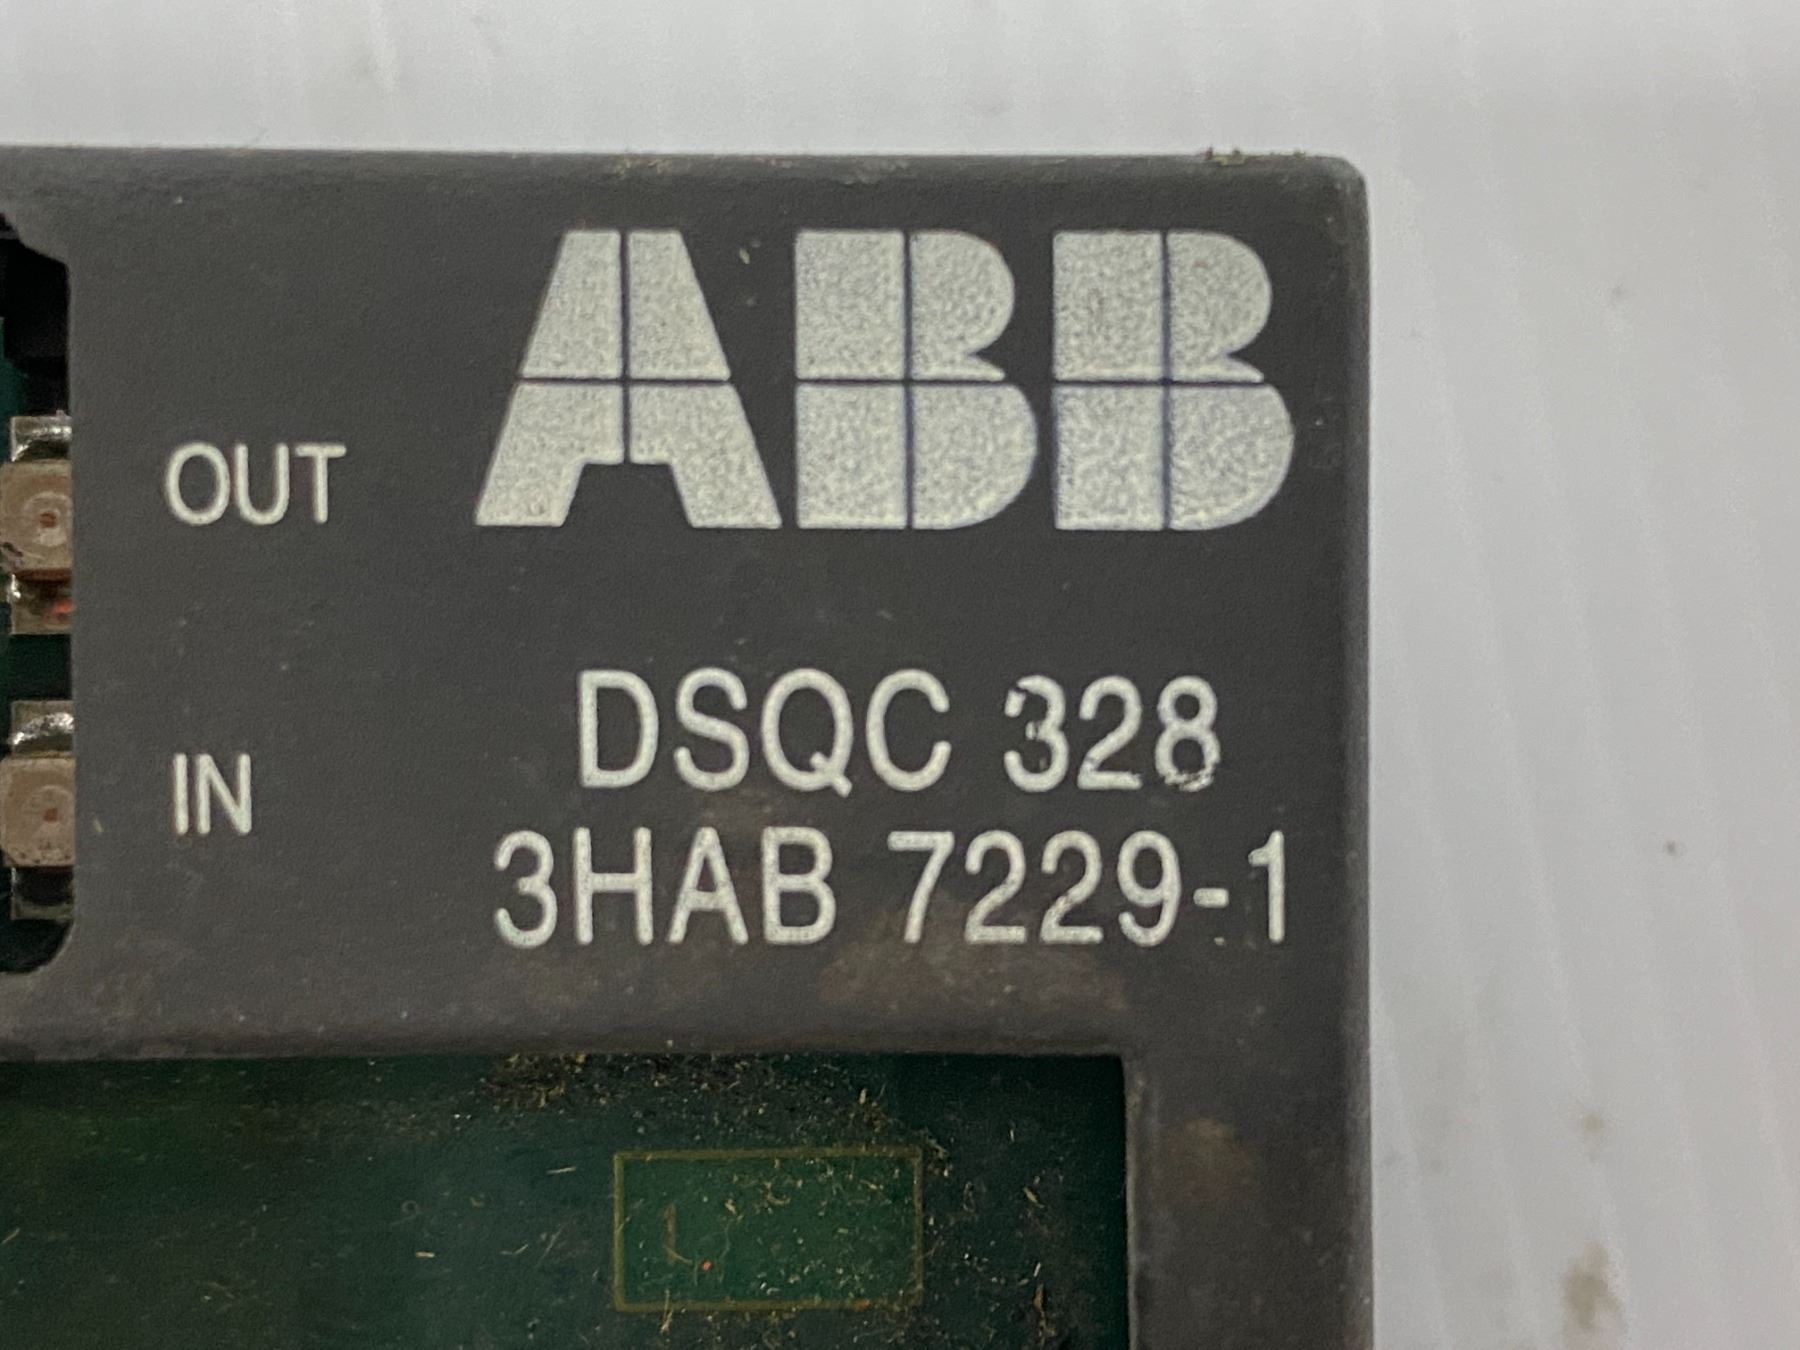 ABB
OUT
DSQC 328
IN
3HAB 7229-1